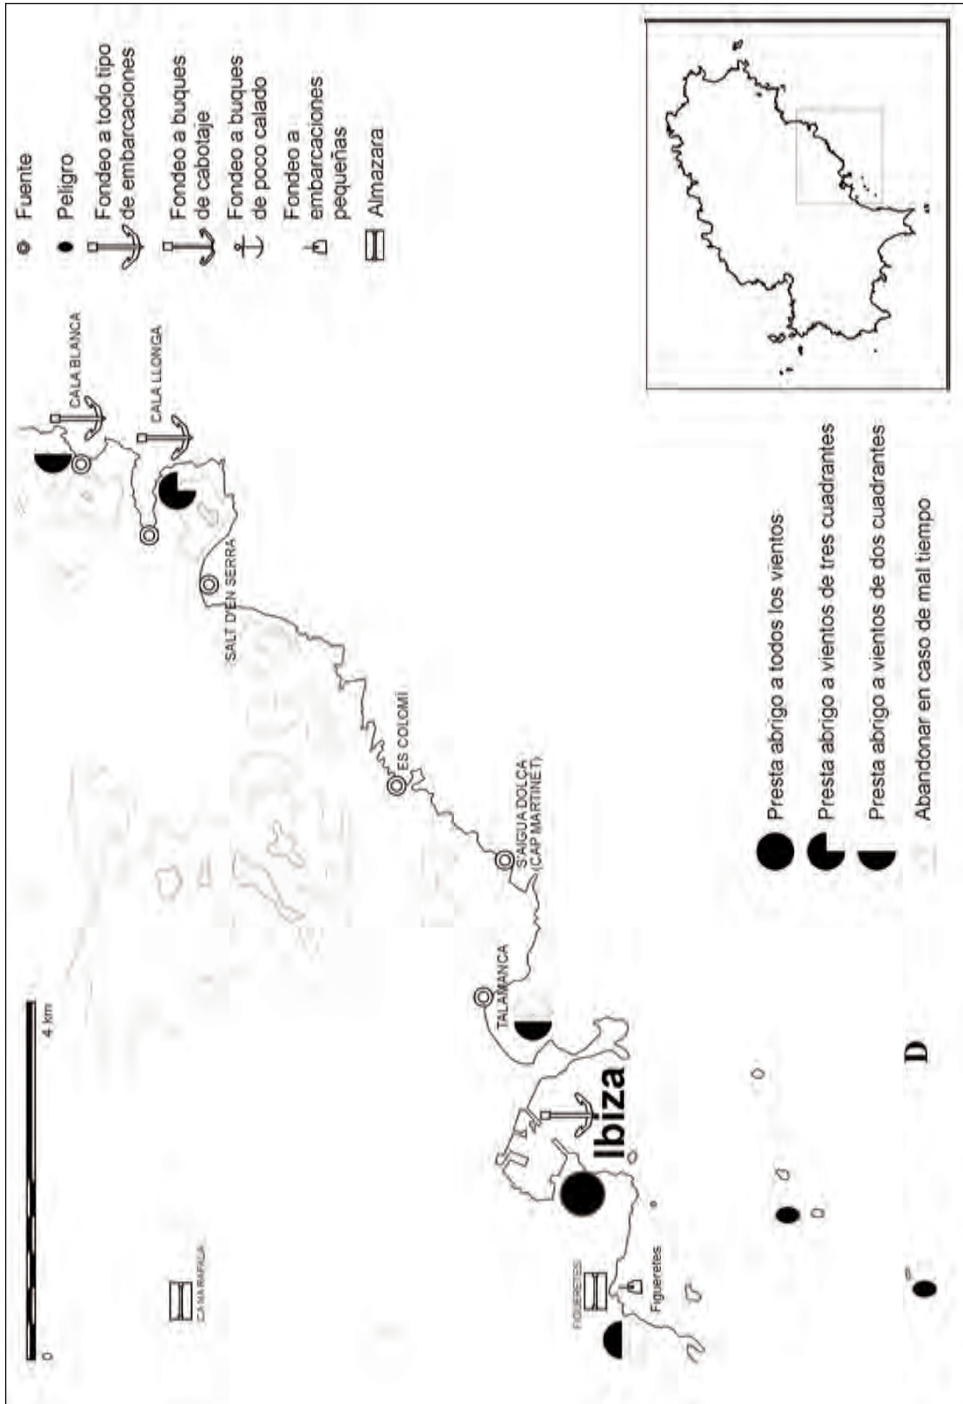 Fuente
Peligro
Fondeo a todo tipo
de embarcaciones
Fondeo a buques
de cabotaje
Fondeo a buques
de poco calado
Fondeo a
embarcaciones
pequeñas
Almazara
CALA BLANCA
CALA LLONGA
SALT D'EN SERRA
ES COLOMÍ
S'AIGUA DOLÇA
(CAP MARTINET)
TALAMANCA
Ibiza
FIGUERETES
Figueretes
0
4 km
D
Presta abrigo a todos los vientos
Presta abrigo a vientos de tres cuadrantes
Presta abrigo a vientos de dos cuadrantes
Abandonar en caso de mal tiempo